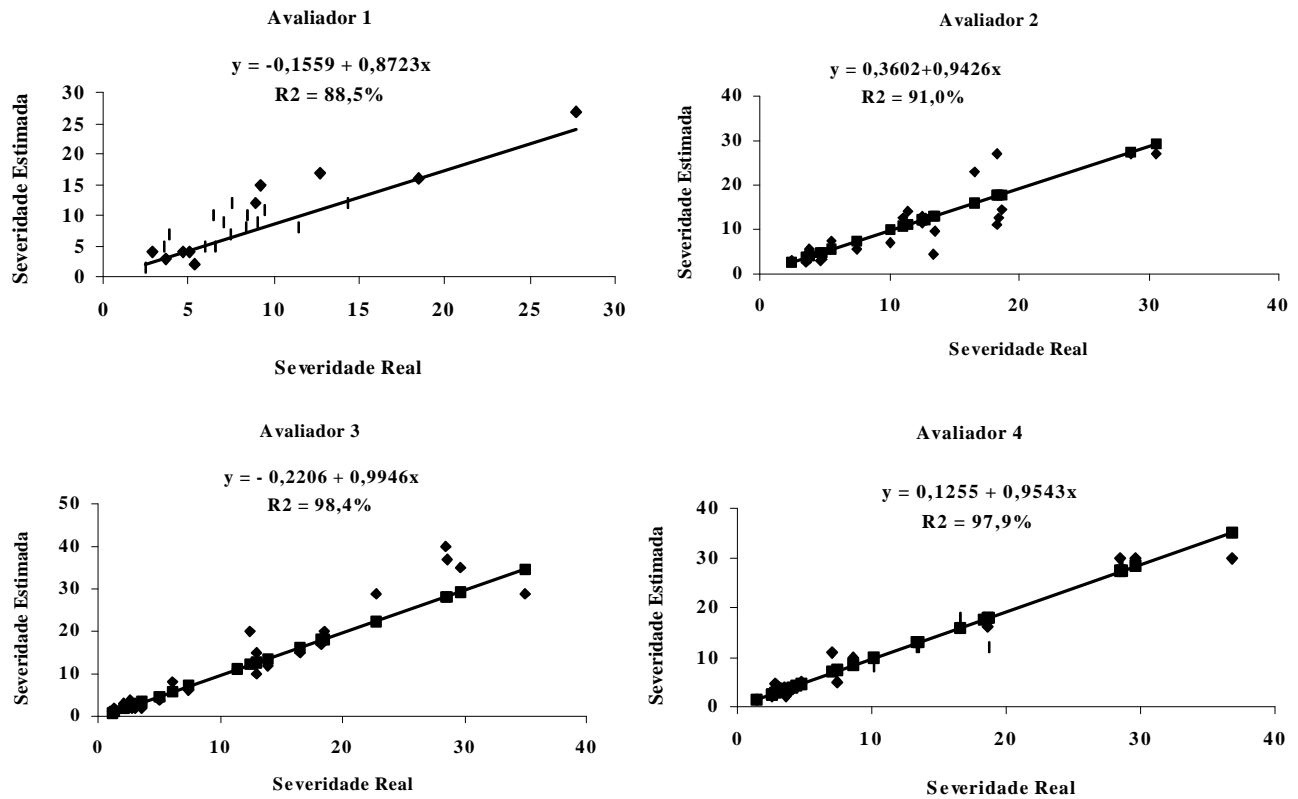 Avaliador 1
y = -0,1559 + 0,8723x
R2 = 88,5%
Severidade Estimada
30
25
20
15
10
5
0
0 5 10 15 20 25 30
Severidade Real
Avaliador 2
y = 0,3602+0,9426x
R2 = 91,0%
Severidade Estimada
40
30
20
10
0
0 10 20 30 40
Severidade Real
Avaliador 3
y = - 0,2206 + 0,9946x
R2 = 98,4%
Severidade Estimada
50
40
30
20
10
0
0 10 20 30 40
Severidade Real
Avaliador 4
y = 0,1255 + 0,9543x
R2 = 97,9%
Severidade Estimada
40
30
20
10
0
0 10 20 30 40
Severidade Real